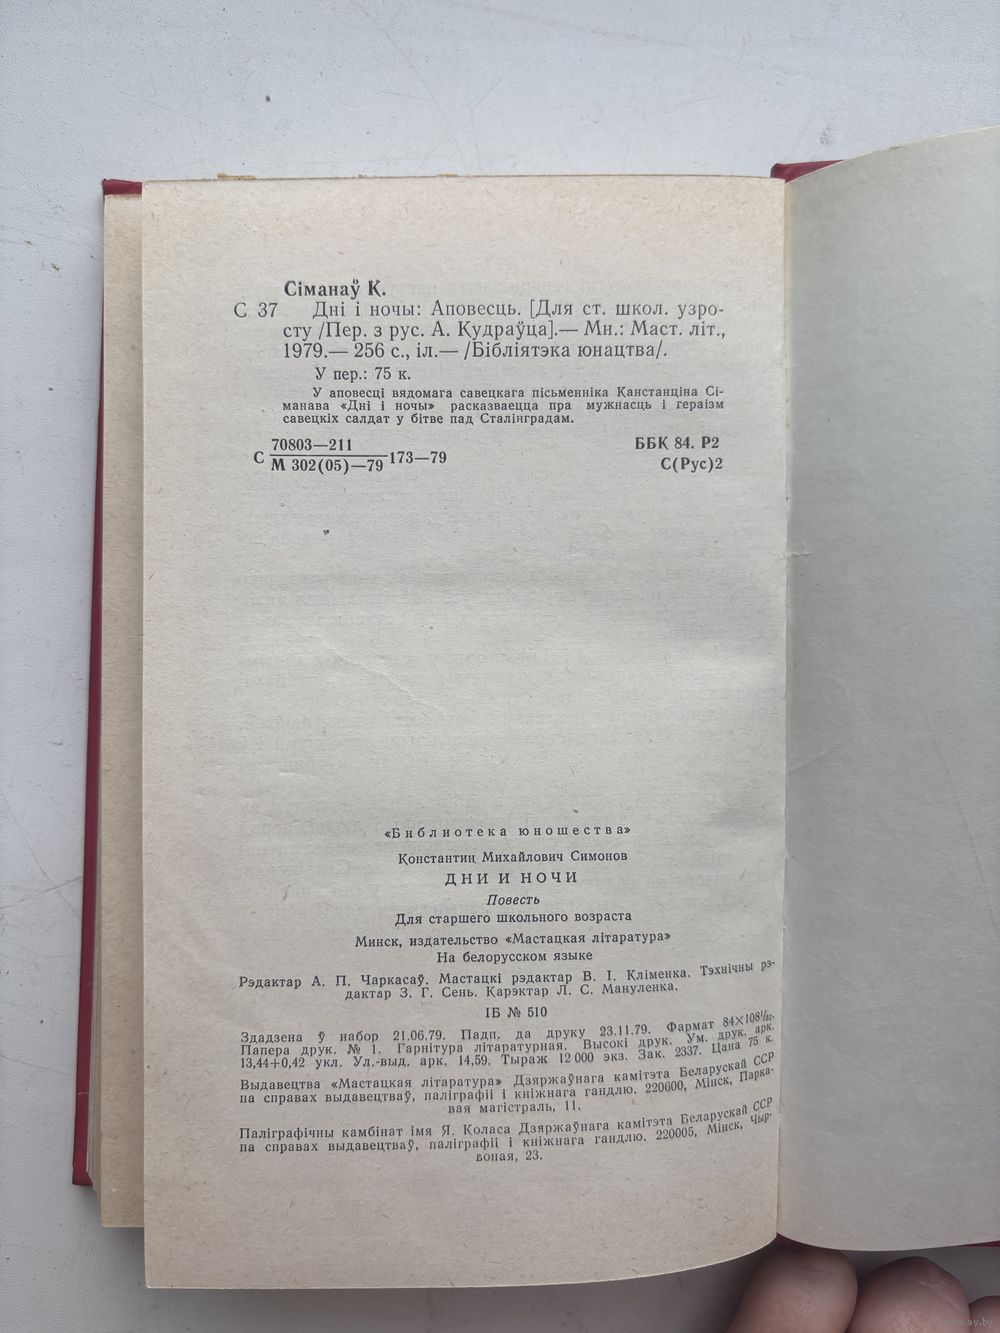 Сіманаў К.
С 37 Дні і ночы: Аповесць. [Для ст. школ. узро-
сту /Пер. з рус. А. Кудраўца].— Мн.: Маст. літ.,
1979.— 256 с., іл.— /Бібліятэка юнацтва/.
У пер.: 75 к.
У аповесці вядомага савецкага пісьменніка Канстанціна Сі-
манава «Дні і ночы» расказваецца пра мужнасць і гераізм
савецкіх салдат у бітве пад Сталінградам.
С 70803—211 / М 302(05)—79 173—79
ББК 84. Р2
С(Рус)2
«Библиотека юношества»
Константин Михайлович Симонов
ДНИ И НОЧИ
Повесть
Для старшего школьного возраста
Минск, издательство «Мастацкая літаратура»
На белорусском языке
Рэдактар А. П. Чаркасаў. Мастацкі рэдактар В. І. Кліменка. Тэхнічны рэ-
дактар З. Г. Сень. Карэктар Л. С. Мануленка.
ІБ № 510
Здадзена ў набор 21.06.79. Падп. да друку 23.11.79. Фармат 84×108¹/₃₂.
Папера друк. № 1. Гарнітура літаратурная. Высокі друк. Ум. друк. арк.
13,44+0,42 укл. Ул.-выд. арк. 14,59. Тыраж 12 000 экз. Зак. 2337. Цана 75 к.
Выдавецтва «Мастацкая літаратура» Дзяржаўнага камітэта Беларускай ССР
па справах выдавецтваў, паліграфіі і кніжнага гандлю. 220600, Мінск, Парка-
вая магістраль, 11.
Паліграфічны камбінат імя Я. Коласа Дзяржаўнага камітэта Беларускай ССР
па справах выдавецтваў, паліграфіі і кніжнага гандлю. 220005, Мінск, Чыр-
воная, 23.
www.ay.by